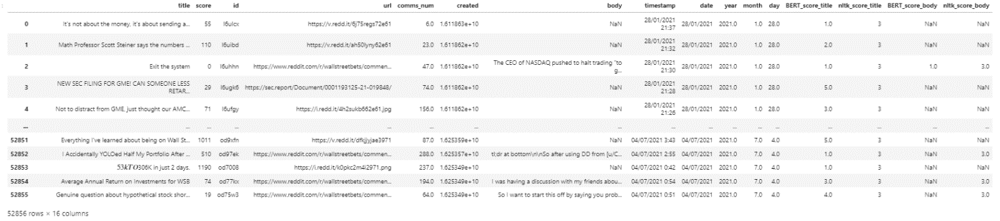 title score id url comms_num created body timestamp date year month day BERT_score_title nltk_score_title BERT_score_body nltk_score_body
0 It's not about the money, it's about sending a... 55 l6ulcx https://v.redd.it/6j75regs72e61 6.0 1.611863e+10 NaN 28/01/2021 21:37 28/01/2021 2021.0 1.0 28.0 1.0 3 NaN NaN
1 Math Professor Scott Steiner says the numbers ... 110 l6uibd https://v.redd.it/ah50lyny62e61 23.0 1.611862e+10 NaN 28/01/2021 21:32 28/01/2021 2021.0 1.0 28.0 2.0 3 NaN NaN
2 Exit the system 0 l6uhhn https://www.reddit.com/r/wallstreetbets/commen... 47.0 1.611862e+10 The CEO of NASDAQ pushed to halt trading "to g... 28/01/2021 21:30 28/01/2021 2021.0 1.0 28.0 1.0 3 1.0 3.0
3 NEW SEC FILING FOR GME! CAN SOMEONE LESS RETAR... 29 l6ugk6 https://sec.report/Document/0001193125-21-019848/ 74.0 1.611862e+10 NaN 28/01/2021 21:28 28/01/2021 2021.0 1.0 28.0 5.0 3 NaN NaN
4 Not to distract from GME, just thought our AMC... 71 l6ufgy https://i.redd.it/4h2sukb662e61.jpg 156.0 1.611862e+10 NaN 28/01/2021 21:26 28/01/2021 2021.0 1.0 28.0 3.0 3 NaN NaN
... ... ... ... ... ... ... ... ... ... ... ... ... ... ... ... ...
52851 Everything I've learned about being on Wall St... 1011 od9xfn https://v.redd.it/dfkjjyjae3971 87.0 1.625359e+10 NaN 04/07/2021 3:43 04/07/2021 2021.0 7.0 4.0 5.0 3 NaN NaN
52852 I Accidentally YOLOed Half My Portfolio After ... 510 od97ek https://www.reddit.com/r/wallstreetbets/commen... 288.0 1.625357e+10 tl;dr at bottom\n\nSo after using DD from [u/C... 04/07/2021 2:55 04/07/2021 2021.0 7.0 4.0 1.0 3 NaN 3.0
52853 53kTO306K in just 2 days. 1190 od7008 https://i.redd.it/k0pkc2m4i2971.png 237.0 1.625349e+10 NaN 04/07/2021 0:42 04/07/2021 2021.0 7.0 4.0 1.0 3 NaN NaN
52854 Average Annual Return on Investments for WSB 74 od77kx https://www.reddit.com/r/wallstreetbets/commen... 194.0 1.625349e+10 I was having a discussion with my friends abou... 04/07/2021 0:54 04/07/2021 2021.0 7.0 4.0 3.0 3 NaN 3.0
52855 Genuine question about hypothetical stock shor... 19 od75w3 https://www.reddit.com/r/wallstreetbets/commen... 64.0 1.625349e+10 So I want to start this off by saying you prob... 04/07/2021 0:51 04/07/2021 2021.0 7.0 4.0 4.0 3 NaN 3.0
52856 rows × 16 columns